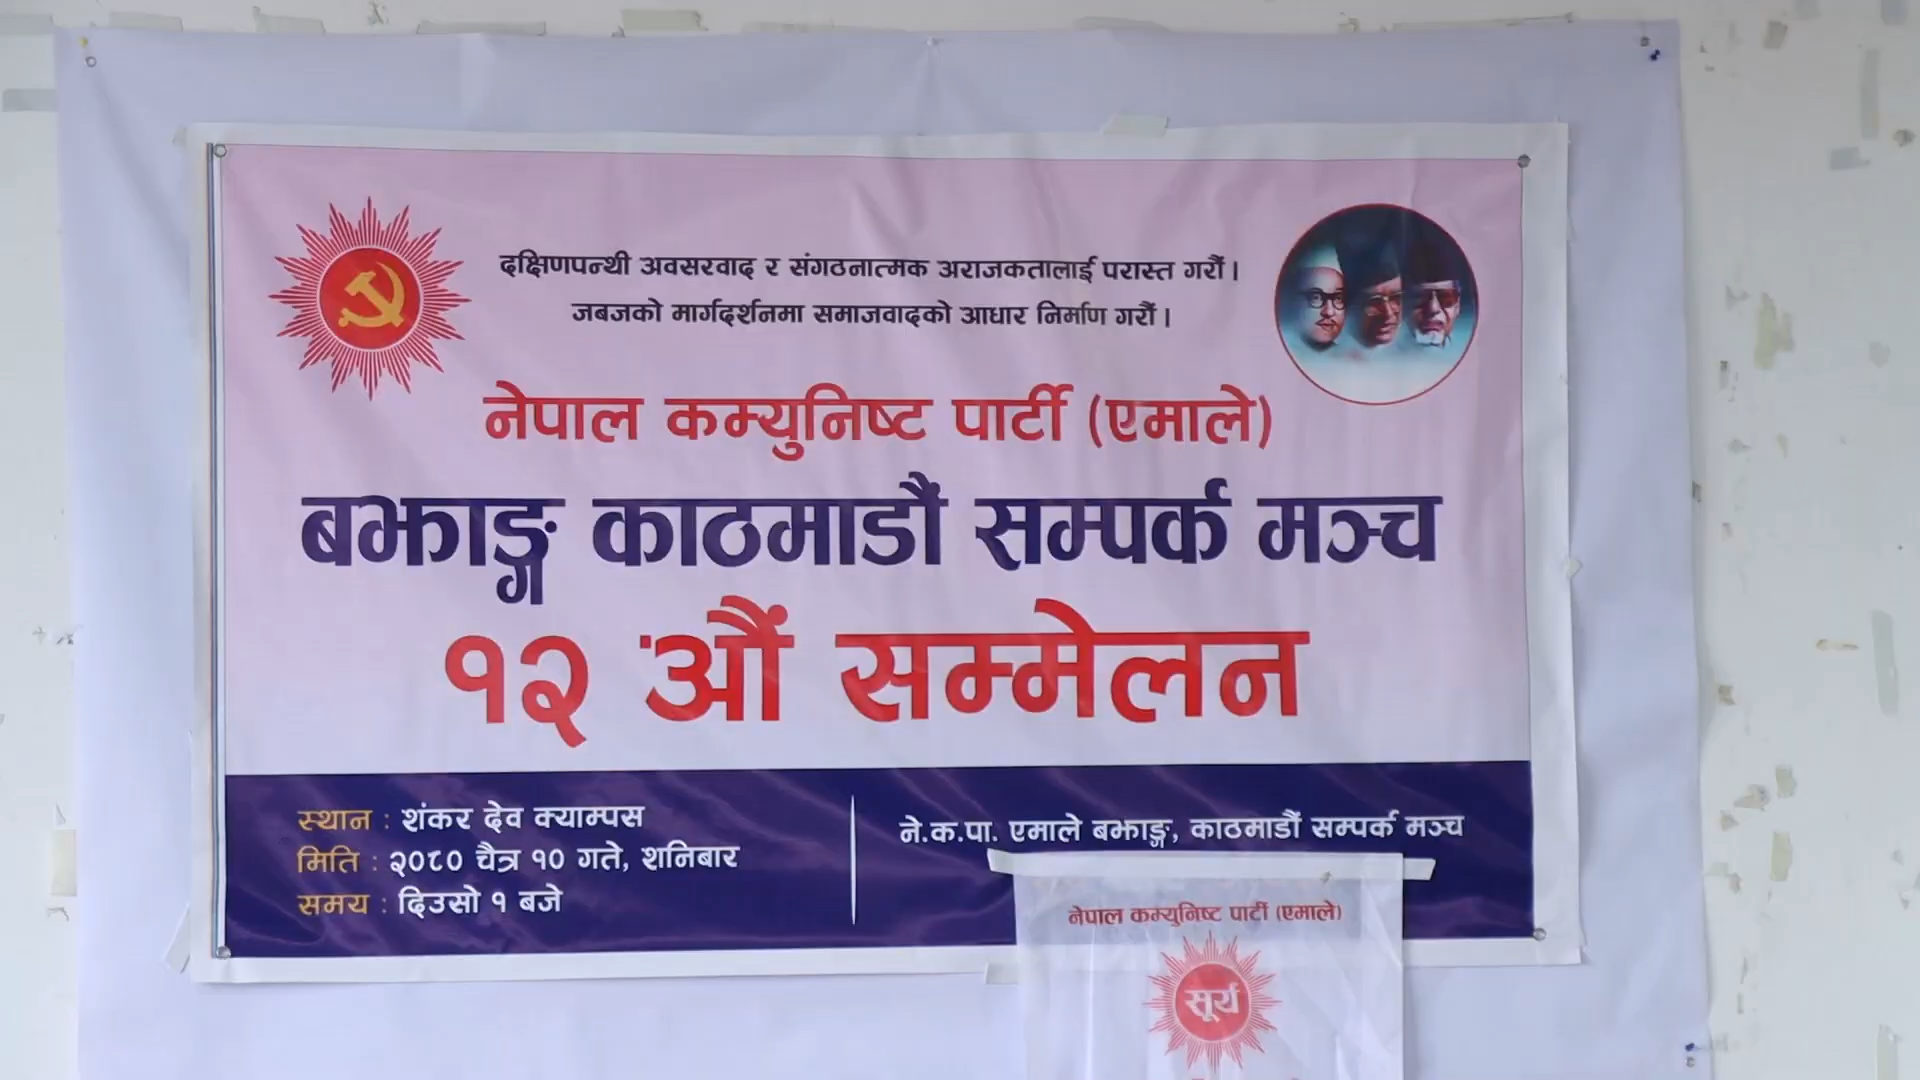 दक्षिणपन्थी अवसरवाद र संगठनात्मक अराजकतालाई परास्त गरौं।
जबजको मार्गदर्शनमा समाजवादको आधार निर्माण गरौं।
नेपाल कम्युनिष्ट पार्टी (एमाले)
बझाङ्ग काठमाडौं सम्पर्क मञ्च
१२ औं सम्मेलन
स्थान : शंकर देव क्याम्पस
मिति : २०८० चैत्र १० गते, शनिबार
समय : दिउसो १ बजे
ने.क.पा. एमाले बझाङ्ग, काठमाडौं सम्पर्क मञ्च
नेपाल कम्युनिष्ट पार्टी (एमाले)
सूर्य